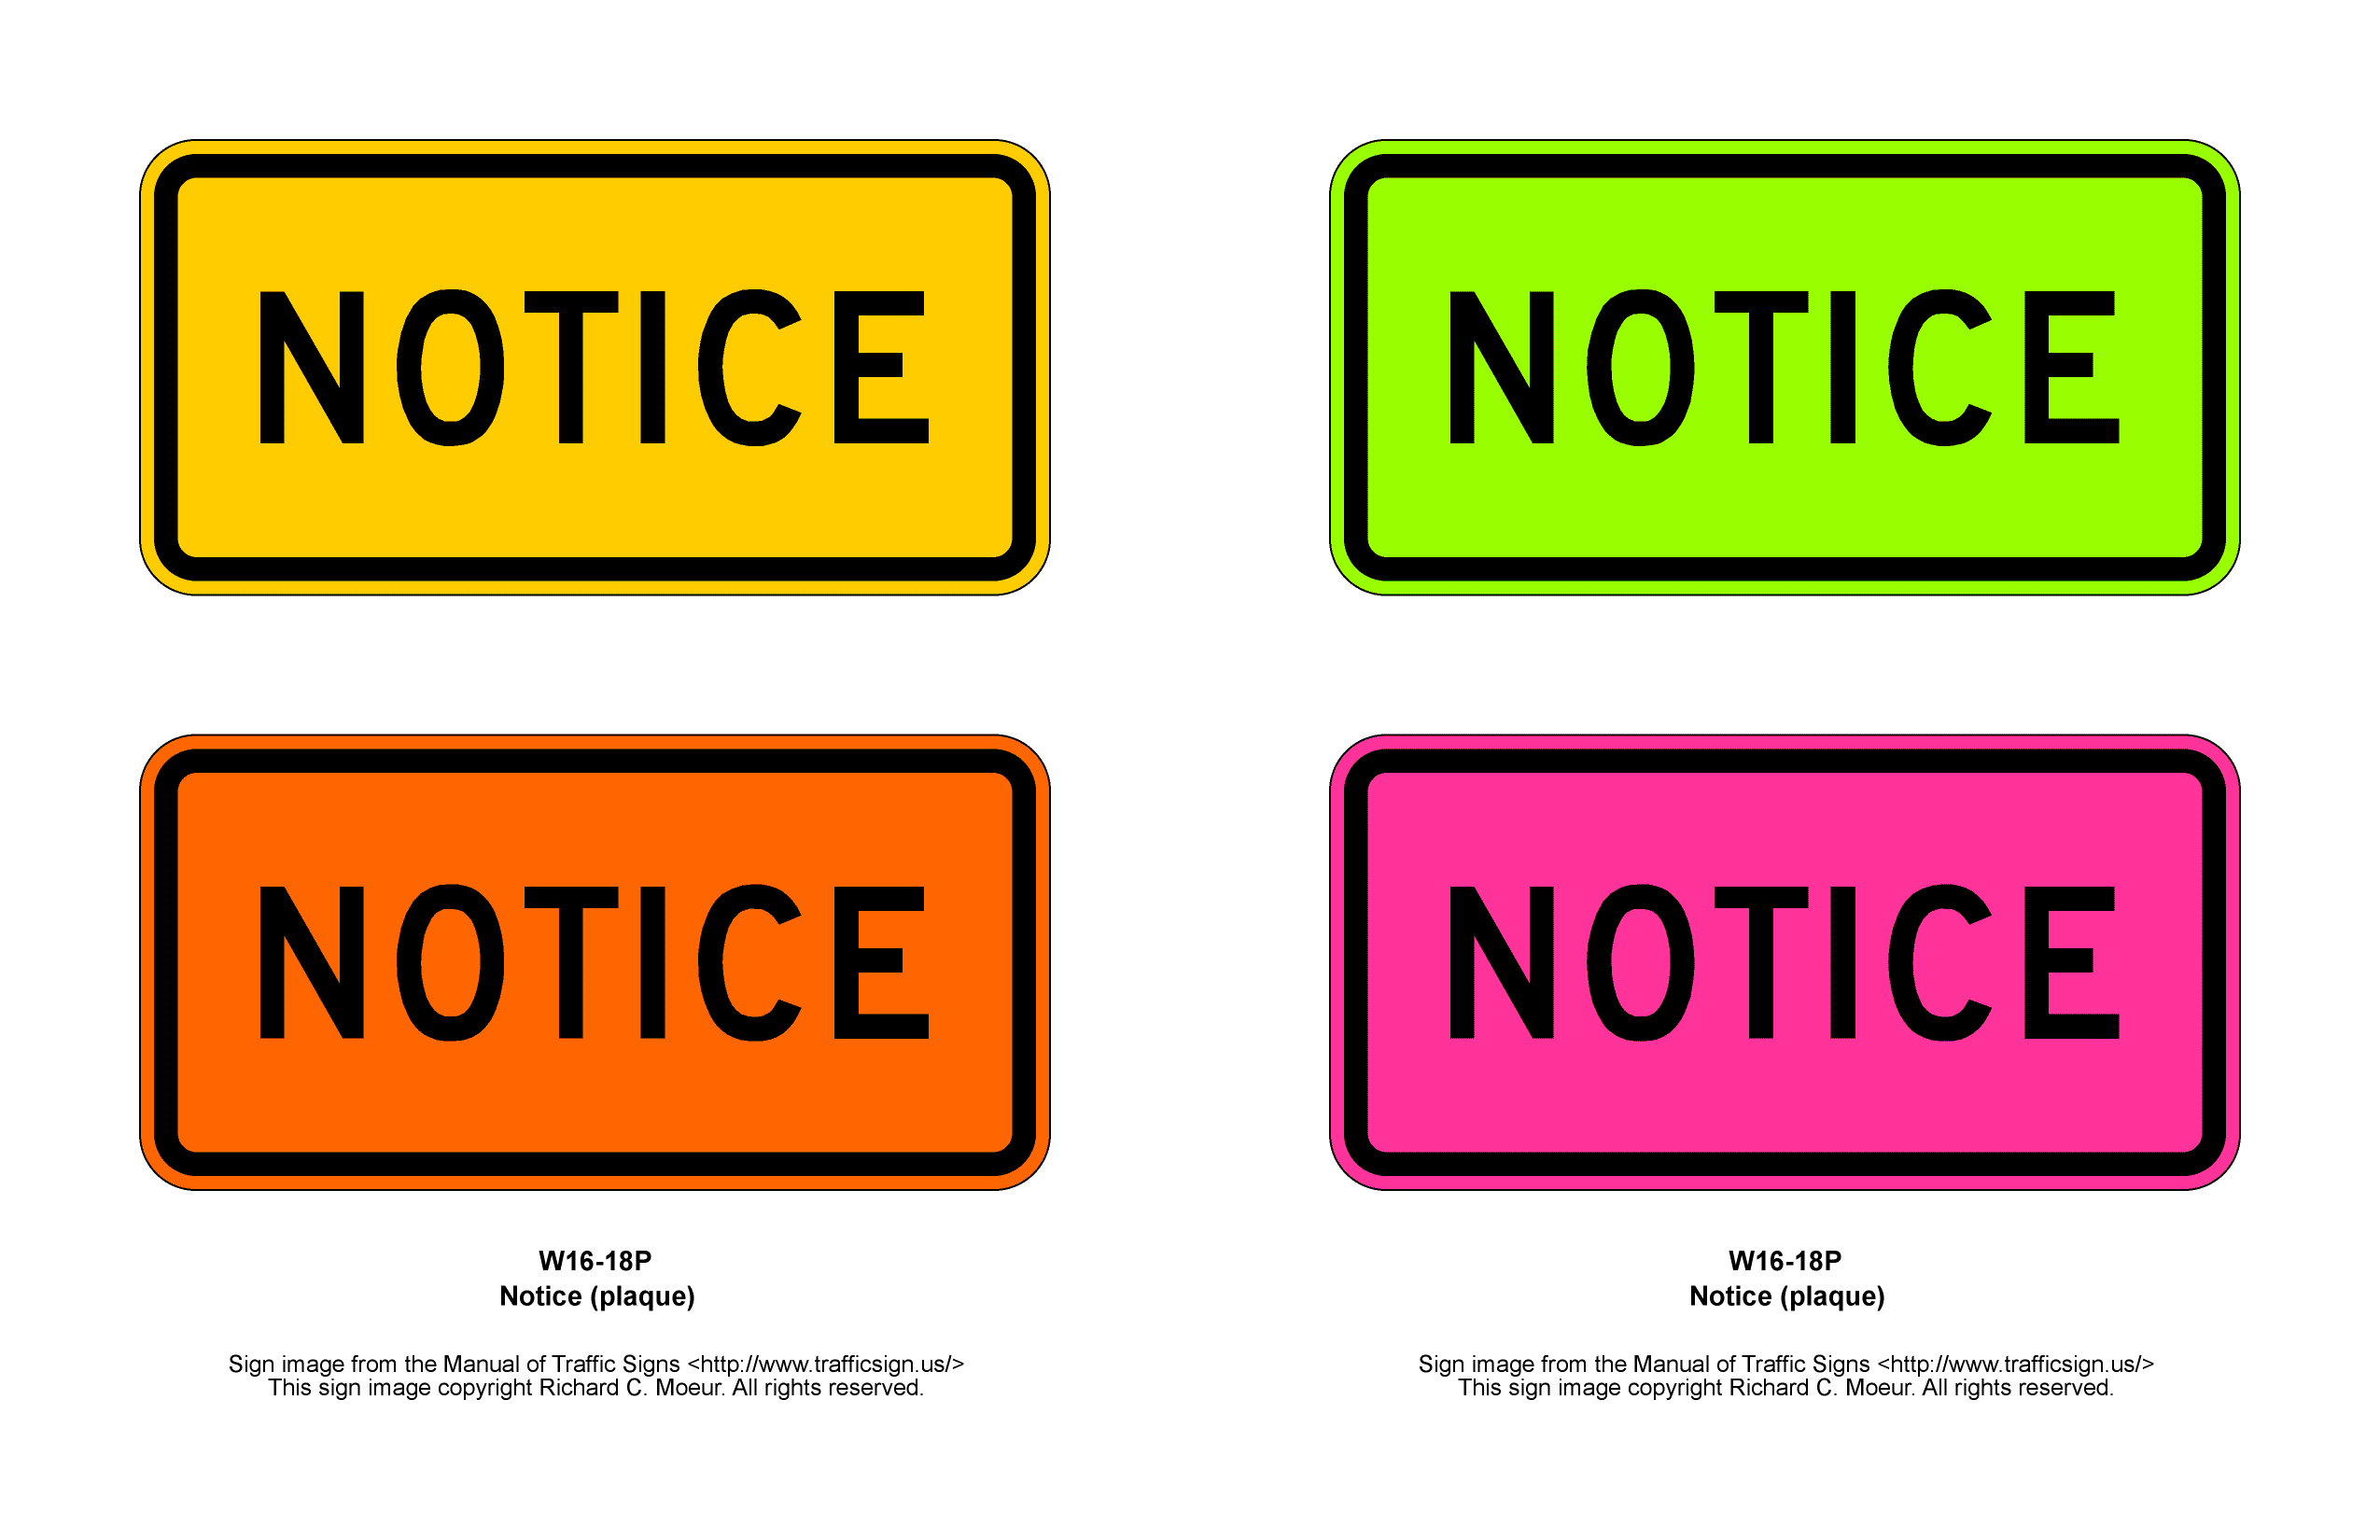 NOTICE
NOTICE
NOTICE
NOTICE
W16-18P
Notice (plaque)
Sign image from the Manual of Traffic Signs <http://www.trafficsign.us/>
This sign image copyright Richard C. Moeur. All rights reserved.
W16-18P
Notice (plaque)
Sign image from the Manual of Traffic Signs <http://www.trafficsign.us/>
This sign image copyright Richard C. Moeur. All rights reserved.